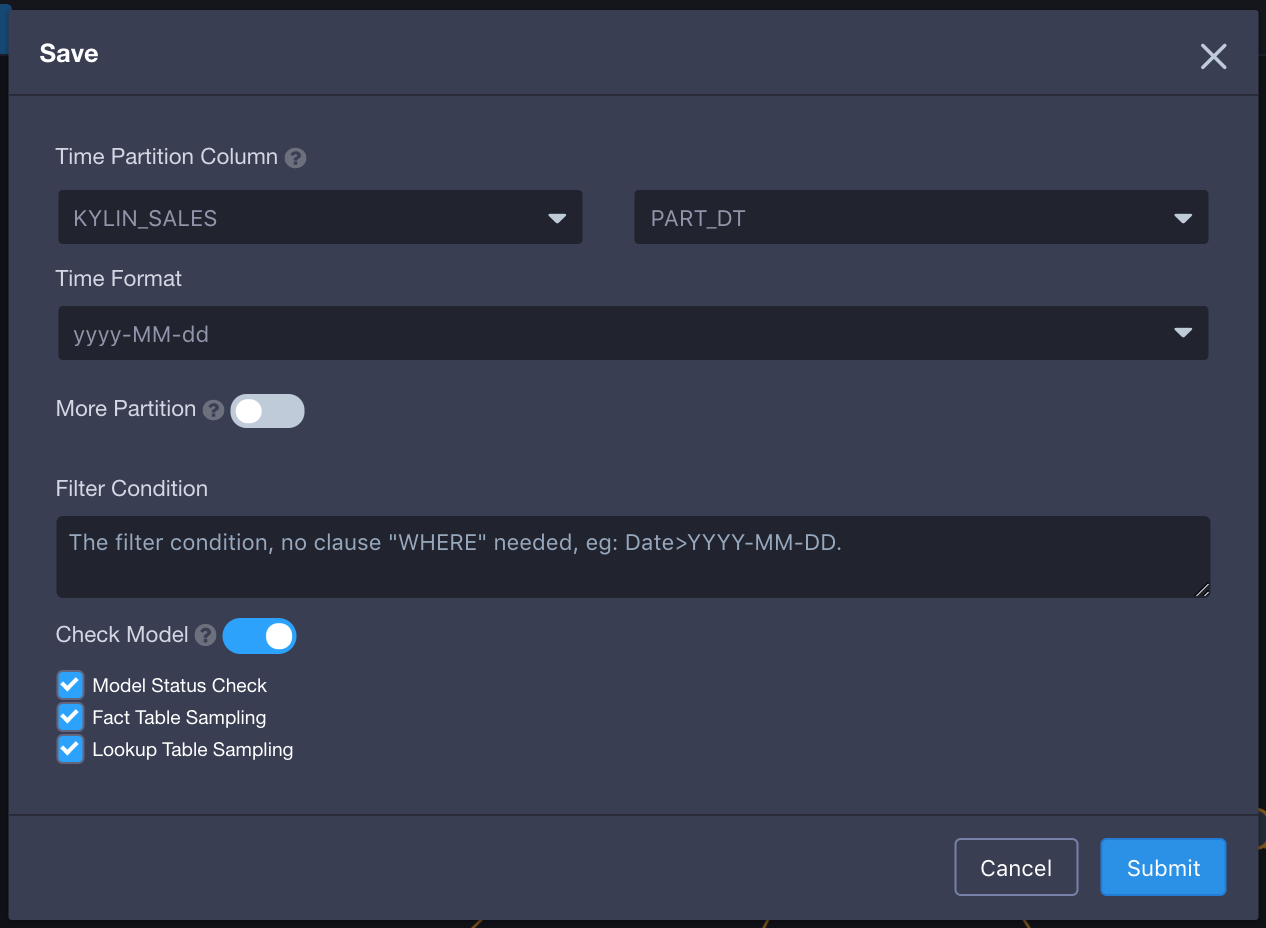 Save
Time Partition Column ?
KYLIN_SALES PART_DT
Time Format
yyyy-MM-dd
More Partition ?
Filter Condition
The filter condition, no clause "WHERE" needed, eg: Date>YYYY-MM-DD.
Check Model ?
Model Status Check
Fact Table Sampling
Lookup Table Sampling
Cancel Submit